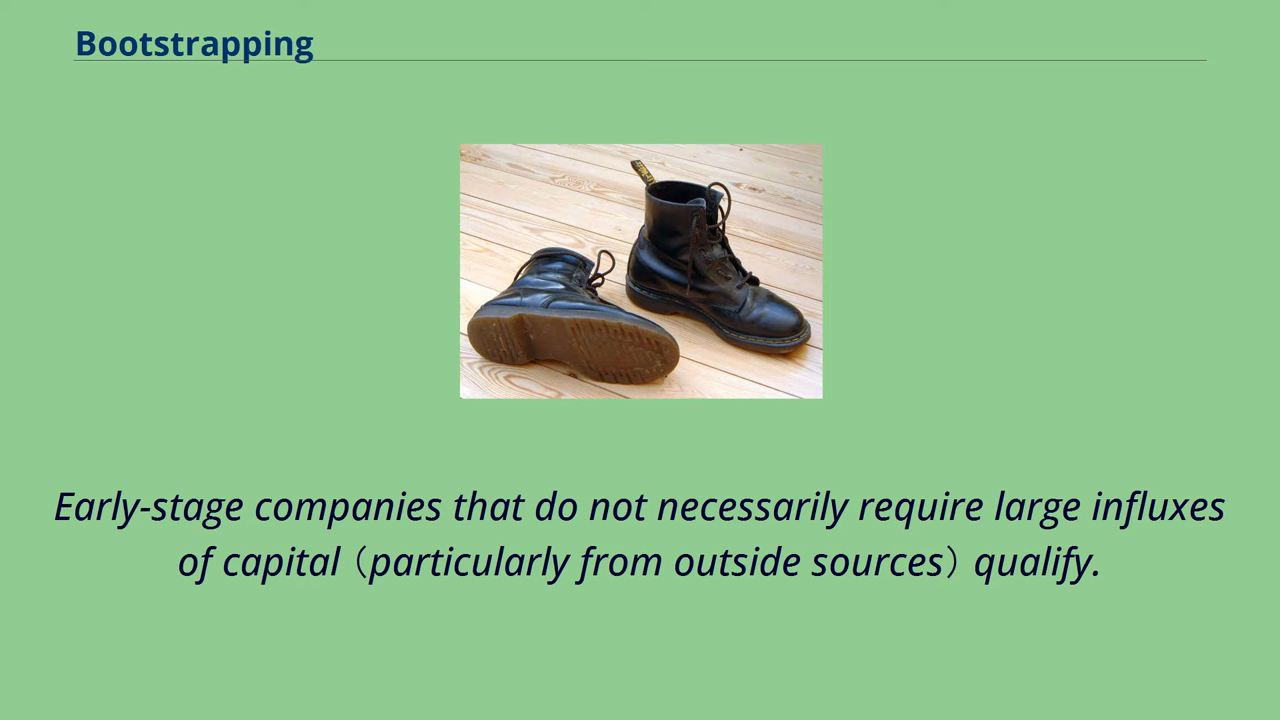 Bootstrapping
Early-stage companies that do not necessarily require large influxes
of capital（particularly from outside sources）qualify.